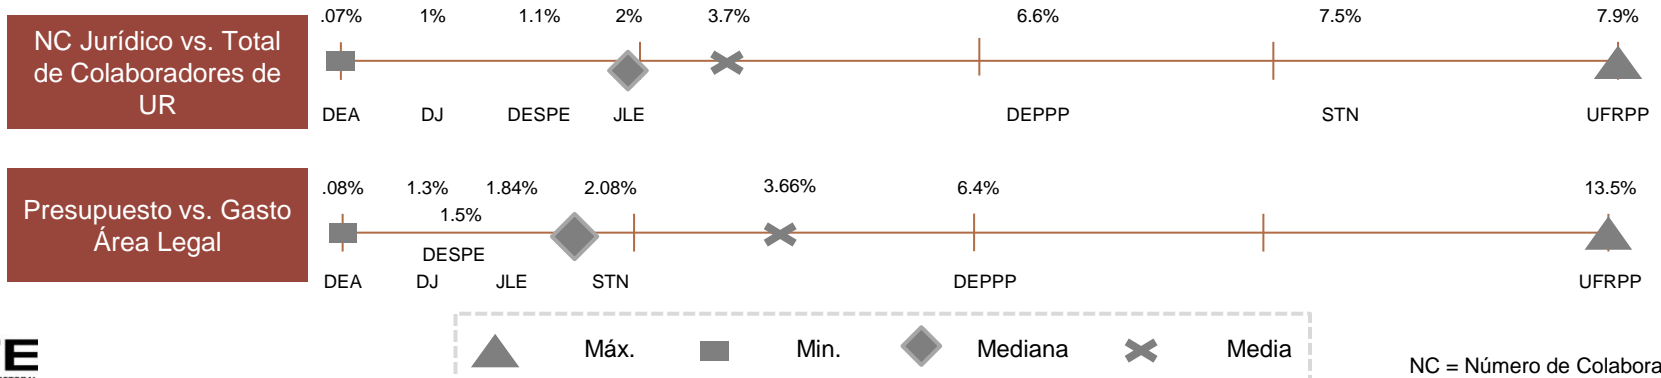 .07% 1% 1.1% 2% 3.7% 6.6% 7.5% 7.9%
NC Jurídico vs. Total
de Colaboradores de
UR
DEA DJ DESPE JLE DEPPP STN UFRPP
.08% 1.3% 1.84% 2.08% 3.66% 6.4% 13.5%
1.5%
Presupuesto vs. Gasto
Área Legal
DESPE
DEA DJ JLE STN DEPPP UFRPP
Máx. Min. Mediana Media
NC = Número de Colabora